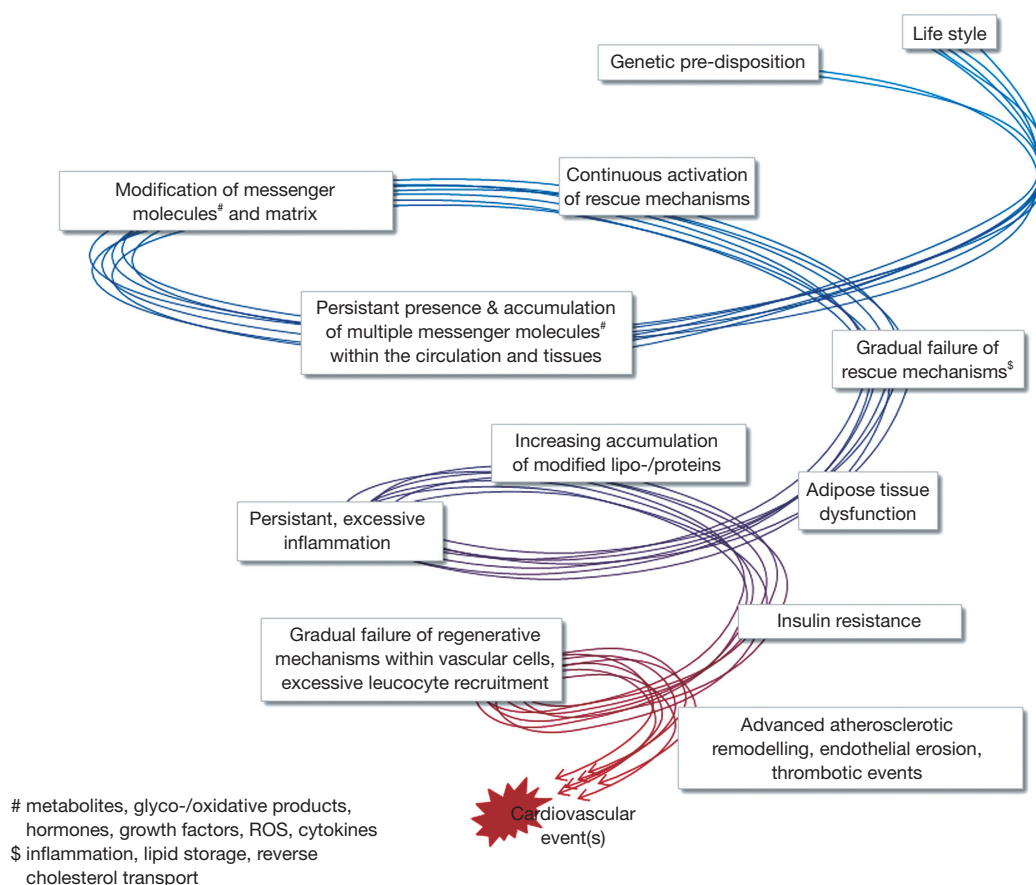 Life style
Genetic pre-disposition
Modification of messenger
molecules# and matrix
Continuous activation
of rescue mechanisms
Persistant presence & accumulation
of multiple messenger molecules#
within the circulation and tissues
Gradual failure of
rescue mechanisms$
Increasing accumulation
of modified lipo-/proteins
Adipose tissue
dysfunction
Persistant, excessive
inflammation
Insulin resistance
Gradual failure of regenerative
mechanisms within vascular cells,
excessive leucocyte recruitment
Advanced atherosclerotic
remodelling, endothelial erosion,
thrombotic events
Cardiovascular
event(s)
# metabolites, glyco-/oxidative products,
hormones, growth factors, ROS, cytokines
$ inflammation, lipid storage, reverse
cholesterol transport